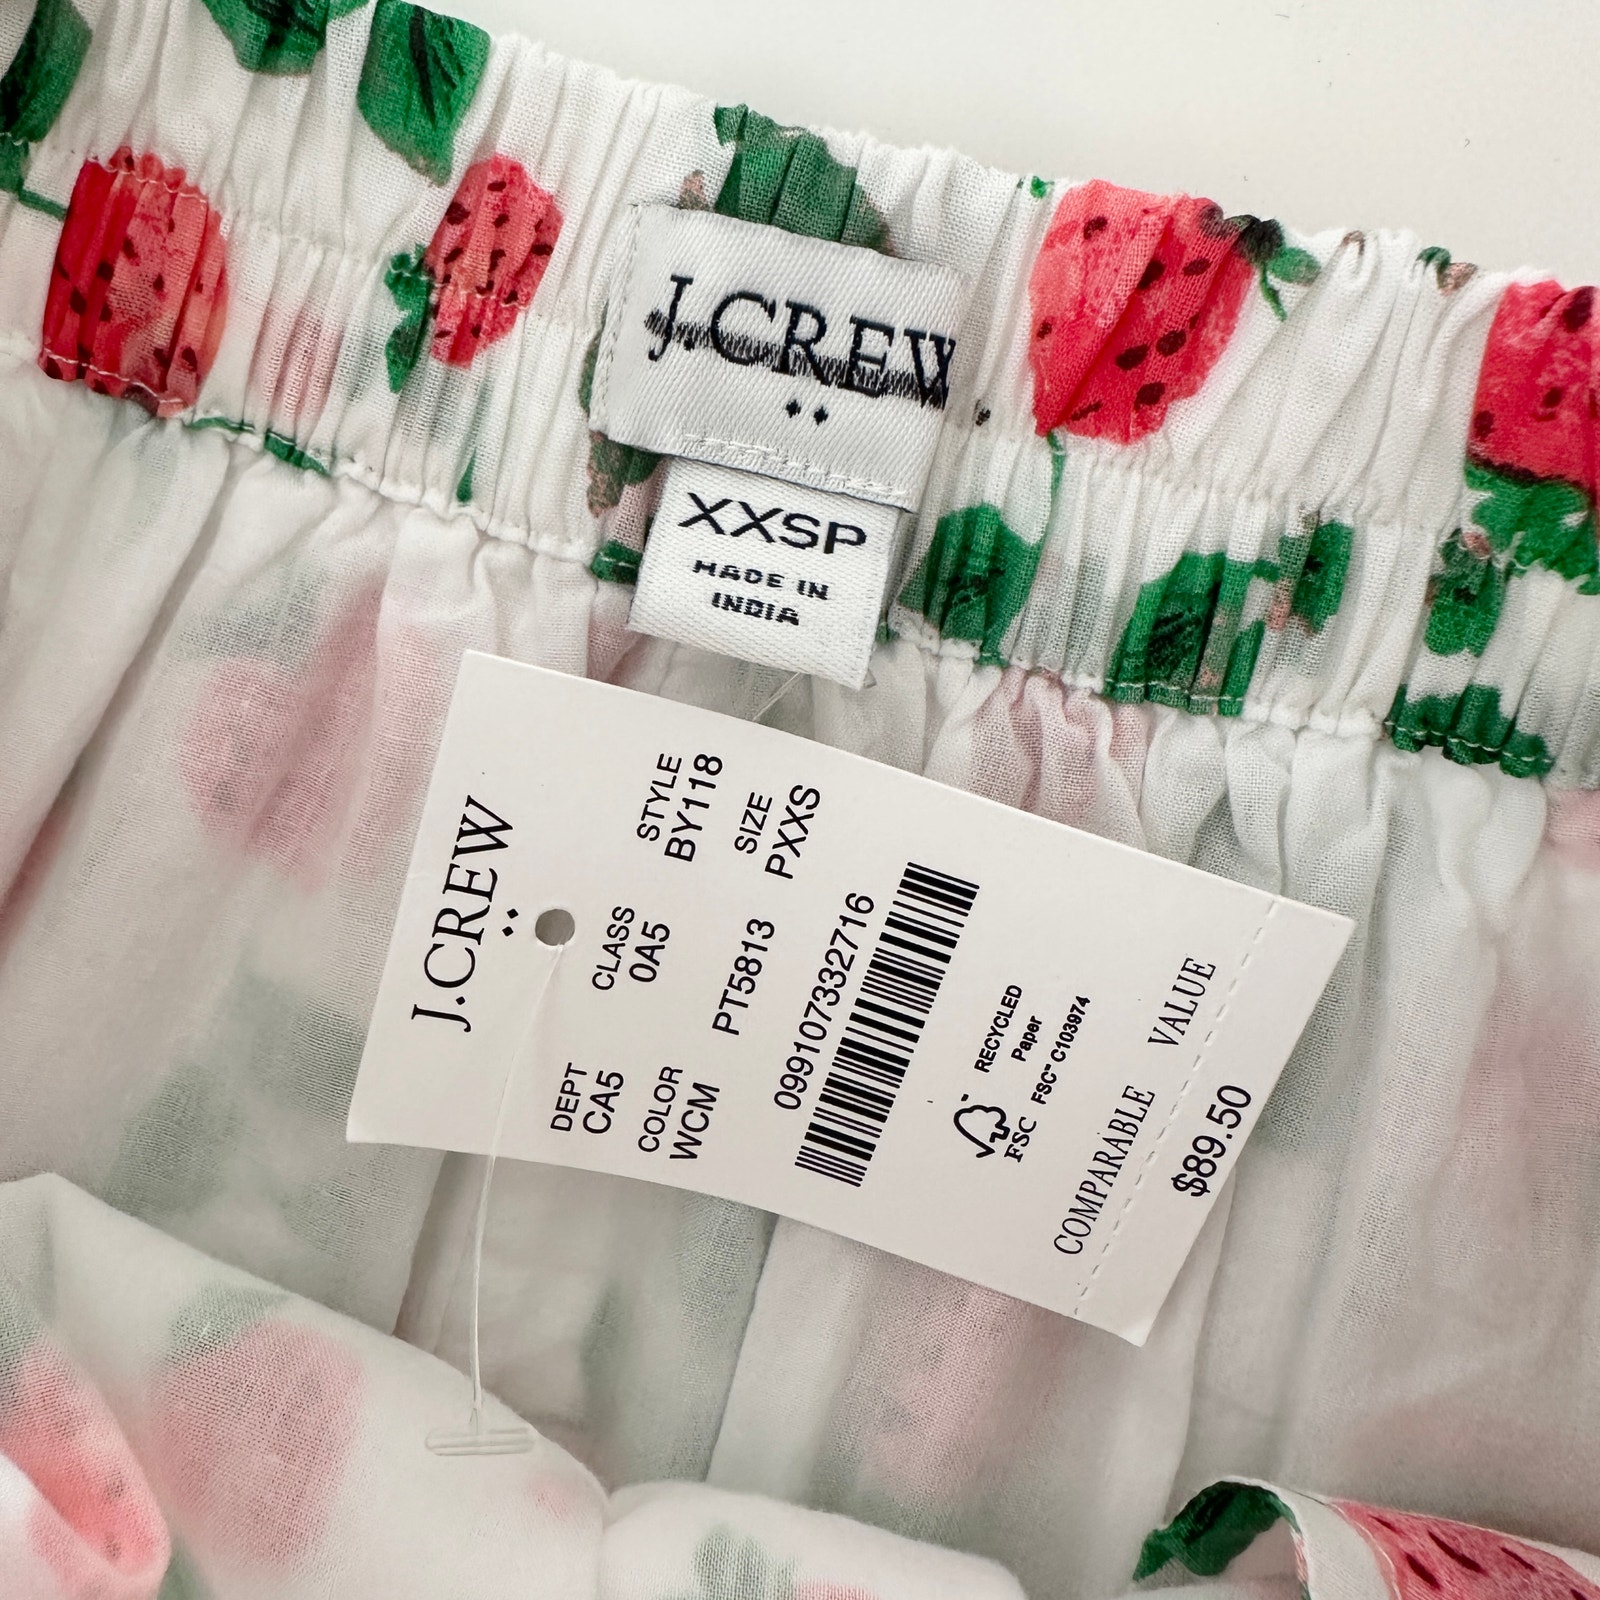 J.CREW
XXSP
MADE IN
INDIA
J.CREW
DEPT CLASS STYLE
CA5 0A5 BY118
COLOR SIZE
WCM PT5813 PXXS
099107332716
RECYCLED
Paper
FSC™ C103974
FSC
COMPARABLE VALUE
$89.50